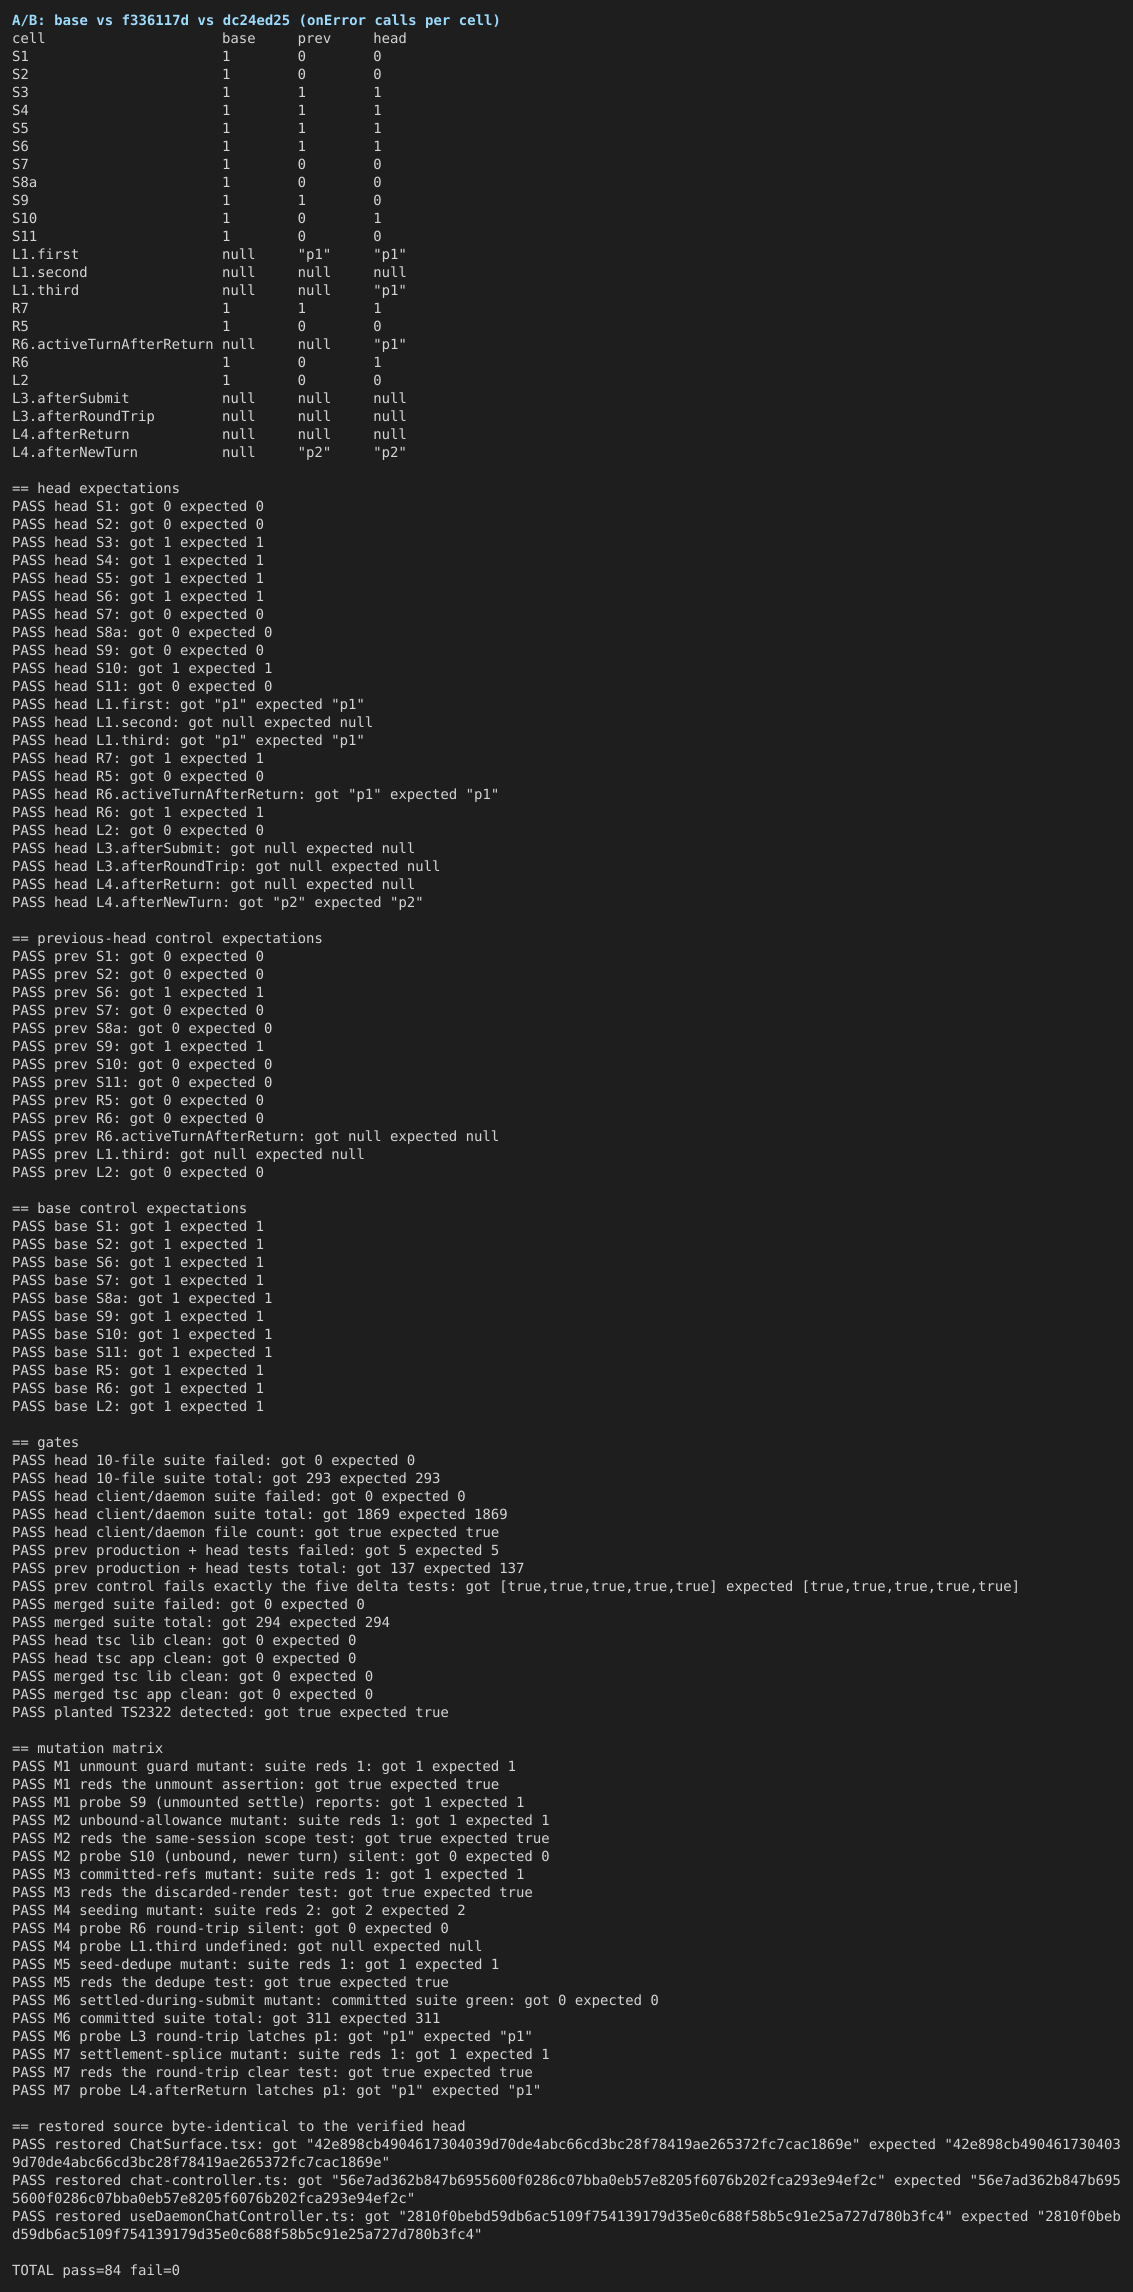 A/B: base vs f336117d vs dc24ed25 (onError calls per cell)
cell base prev head
S1 1 0 0
S2 1 0 0
S3 1 1 1
S4 1 1 1
S5 1 1 1
S6 1 1 1
S7 1 0 0
S8a 1 0 0
S9 1 1 0
S10 1 0 1
S11 1 0 0
L1.first null "p1" "p1"
L1.second null null null
L1.third null null "p1"
R7 1 1 1
R5 1 0 0
R6.activeTurnAfterReturn null null "p1"
R6 1 0 1
L2 1 0 0
L3.afterSubmit null null null
L3.afterRoundTrip null null null
L4.afterReturn null null null
L4.afterNewTurn null "p2" "p2"
== head expectations
PASS head S1: got 0 expected 0
PASS head S2: got 0 expected 0
PASS head S3: got 1 expected 1
PASS head S4: got 1 expected 1
PASS head S5: got 1 expected 1
PASS head S6: got 1 expected 1
PASS head S7: got 0 expected 0
PASS head S8a: got 0 expected 0
PASS head S9: got 0 expected 0
PASS head S10: got 1 expected 1
PASS head S11: got 0 expected 0
PASS head L1.first: got "p1" expected "p1"
PASS head L1.second: got null expected null
PASS head L1.third: got "p1" expected "p1"
PASS head R7: got 1 expected 1
PASS head R5: got 0 expected 0
PASS head R6.activeTurnAfterReturn: got "p1" expected "p1"
PASS head R6: got 1 expected 1
PASS head L2: got 0 expected 0
PASS head L3.afterSubmit: got null expected null
PASS head L3.afterRoundTrip: got null expected null
PASS head L4.afterReturn: got null expected null
PASS head L4.afterNewTurn: got "p2" expected "p2"
== previous-head control expectations
PASS prev S1: got 0 expected 0
PASS prev S2: got 0 expected 0
PASS prev S6: got 1 expected 1
PASS prev S7: got 0 expected 0
PASS prev S8a: got 0 expected 0
PASS prev S9: got 1 expected 1
PASS prev S10: got 0 expected 0
PASS prev S11: got 0 expected 0
PASS prev R5: got 0 expected 0
PASS prev R6: got 0 expected 0
PASS prev R6.activeTurnAfterReturn: got null expected null
PASS prev L1.third: got null expected null
PASS prev L2: got 0 expected 0
== base control expectations
PASS base S1: got 1 expected 1
PASS base S2: got 1 expected 1
PASS base S6: got 1 expected 1
PASS base S7: got 1 expected 1
PASS base S8a: got 1 expected 1
PASS base S9: got 1 expected 1
PASS base S10: got 1 expected 1
PASS base S11: got 1 expected 1
PASS base R5: got 1 expected 1
PASS base R6: got 1 expected 1
PASS base L2: got 1 expected 1
== gates
PASS head 10-file suite failed: got 0 expected 0
PASS head 10-file suite total: got 293 expected 293
PASS head client/daemon suite failed: got 0 expected 0
PASS head client/daemon suite total: got 1869 expected 1869
PASS head client/daemon file count: got true expected true
PASS prev production + head tests failed: got 5 expected 5
PASS prev production + head tests total: got 137 expected 137
PASS prev control fails exactly the five delta tests: got [true,true,true,true,true] expected [true,true,true,true,true]
PASS merged suite failed: got 0 expected 0
PASS merged suite total: got 294 expected 294
PASS head tsc lib clean: got 0 expected 0
PASS head tsc app clean: got 0 expected 0
PASS merged tsc lib clean: got 0 expected 0
PASS merged tsc app clean: got 0 expected 0
PASS planted TS2322 detected: got true expected true
== mutation matrix
PASS M1 unmount guard mutant: suite reds 1: got 1 expected 1
PASS M1 reds the unmount assertion: got true expected true
PASS M1 probe S9 (unmounted settle) reports: got 1 expected 1
PASS M2 unbound-allowance mutant: suite reds 1: got 1 expected 1
PASS M2 reds the same-session scope test: got true expected true
PASS M2 probe S10 (unbound, newer turn) silent: got 0 expected 0
PASS M3 committed-refs mutant: suite reds 1: got 1 expected 1
PASS M3 reds the discarded-render test: got true expected true
PASS M4 seeding mutant: suite reds 2: got 2 expected 2
PASS M4 probe R6 round-trip silent: got 0 expected 0
PASS M4 probe L1.third undefined: got null expected null
PASS M5 seed-dedupe mutant: suite reds 1: got 1 expected 1
PASS M5 reds the dedupe test: got true expected true
PASS M6 settled-during-submit mutant: committed suite green: got 0 expected 0
PASS M6 committed suite total: got 311 expected 311
PASS M6 probe L3 round-trip latches p1: got "p1" expected "p1"
PASS M7 settlement-splice mutant: suite reds 1: got 1 expected 1
PASS M7 reds the round-trip clear test: got true expected true
PASS M7 probe L4.afterReturn latches p1: got "p1" expected "p1"
== restored source byte-identical to the verified head
PASS restored ChatSurface.tsx: got "42e898cb4904617304039d70de4abc66cd3bc28f78419ae265372fc7cac1869e" expected "42e898cb490461730403
9d70de4abc66cd3bc28f78419ae265372fc7cac1869e"
PASS restored chat-controller.ts: got "56e7ad362b847b6955600f0286c07bba0eb57e8205f6076b202fca293e94ef2c" expected "56e7ad362b847b695
5600f0286c07bba0eb57e8205f6076b202fca293e94ef2c"
PASS restored useDaemonChatController.ts: got "2810f0bebd59db6ac5109f754139179d35e0c688f58b5c91e25a727d780b3fc4" expected "2810f0beb
d59db6ac5109f754139179d35e0c688f58b5c91e25a727d780b3fc4"
TOTAL pass=84 fail=0